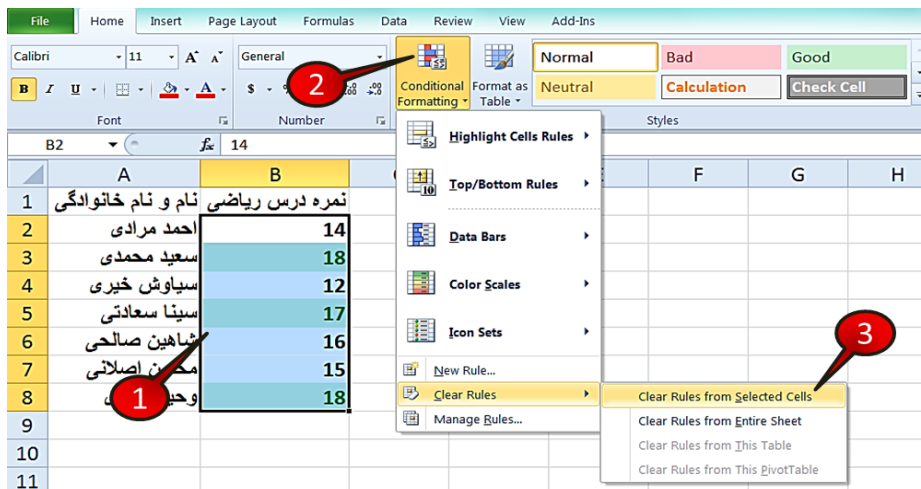 File Home Insert Page Layout Formulas Data Review View Add-Ins
Calibri 11 A A General
B I U A $ .00 .00
Conditional Formatting Format as Table
Normal Bad Good
Neutral Calculation Check Cell
Font Number Styles
B2 fx 14
A B F G H
1 نام و نام خانوادگی نمره درس ریاضی
2 احمد مرادی 14
3 سعید محمدی 18
4 سیاوش خیری 12
5 سینا سعادتی 17
6 شاهین صالحی 16
7 اصلانی 15
8 18
9
10
11
Highlight Cells Rules
Top/Bottom Rules
Data Bars
Color Scales
Icon Sets
New Rule...
Clear Rules
Manage Rules...
Clear Rules from Selected Cells
Clear Rules from Entire Sheet
Clear Rules from This Table
Clear Rules from This PivotTable
1
2
3